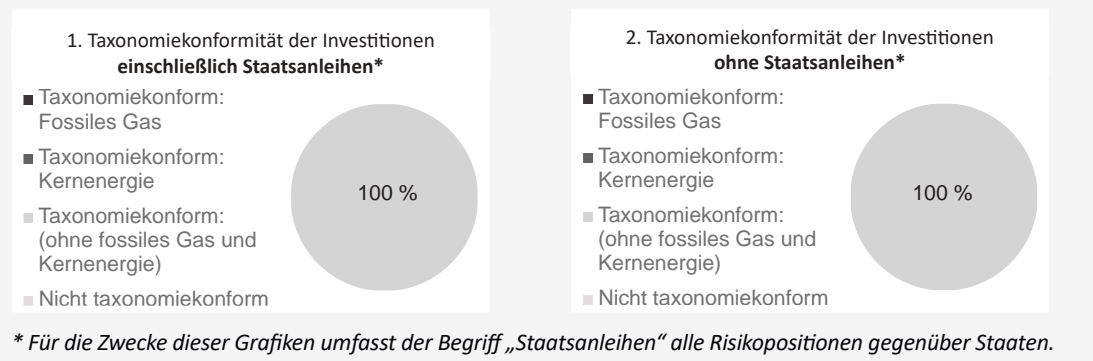 1. Taxonomiekonformität der Investitionen
einschließlich Staatsanleihen*
Taxonomiekonform:
Fossiles Gas
Taxonomiekonform:
Kernenergie
Taxonomiekonform:
(ohne fossiles Gas und
Kernenergie)
Nicht taxonomiekonform
100 %
2. Taxonomiekonformität der Investitionen
ohne Staatsanleihen*
Taxonomiekonform:
Fossiles Gas
Taxonomiekonform:
Kernenergie
Taxonomiekonform:
(ohne fossiles Gas und
Kernenergie)
Nicht taxonomiekonform
100 %
* Für die Zwecke dieser Grafiken umfasst der Begriff „Staatsanleihen“ alle Risikopositionen gegenüber Staaten.